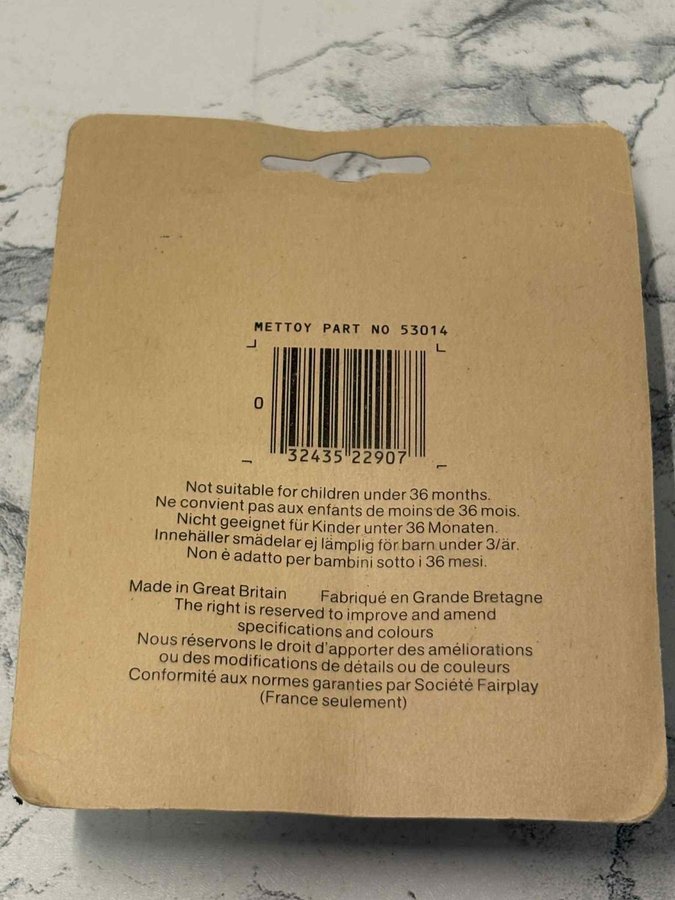 METTOY PART NO 53014
0 32435 22907
Not suitable for children under 36 months.
Ne convient pas aux enfants de moins de 36 mois.
Nicht geeignet für Kinder unter 36 Monaten.
Innehäller smädelar ej lämplig för barn under 3/år.
Non è adatto per bambini sotto i 36 mesi.
Made in Great Britain Fabriqué en Grande Bretagne
The right is reserved to improve and amend
specifications and colours
Nous réservons le droit d'apporter des améliorations
ou des modifications de détails ou de couleurs
Conformité aux normes garanties par Société Fairplay
(France seulement)